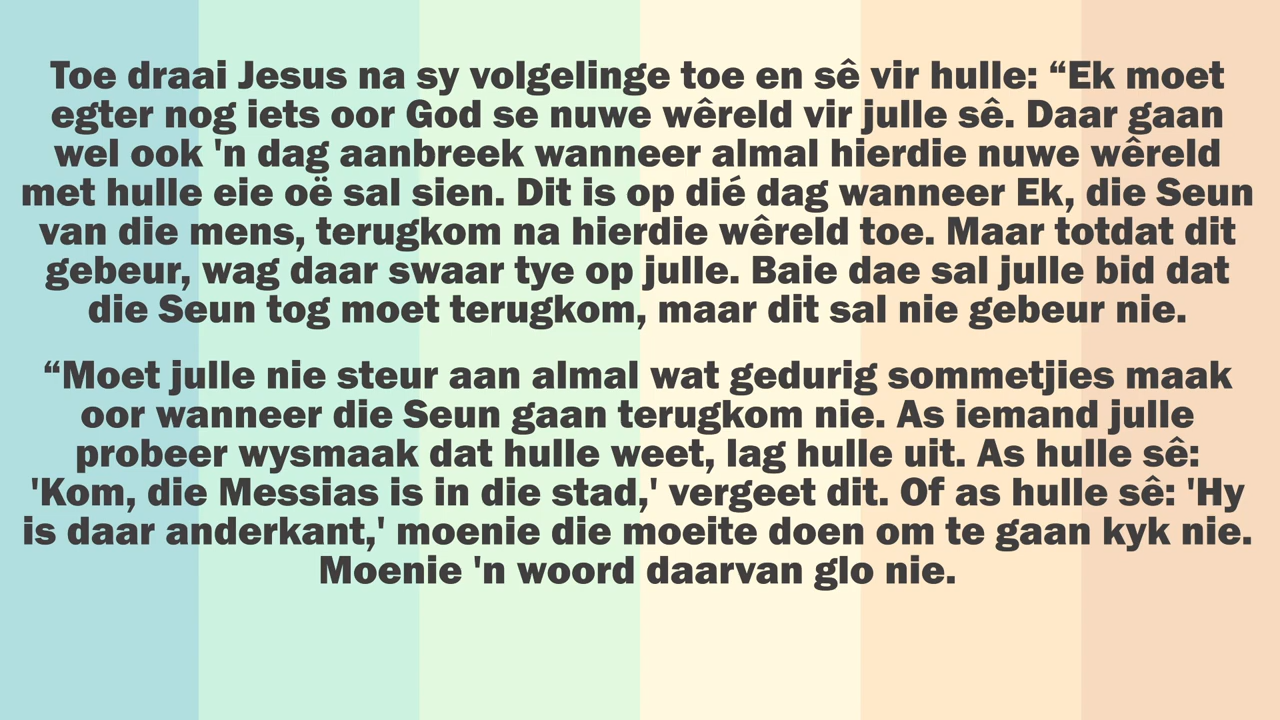 Toe draai Jesus na sy volgelinge toe en sê vir hulle: “Ek moet
egter nog iets oor God se nuwe wêreld vir julle sê. Daar gaan
wel ook 'n dag aanbreek wanneer almal hierdie nuwe wêreld
met hulle eie oë sal sien. Dit is op dié dag wanneer Ek, die Seun
van die mens, terugkom na hierdie wêreld toe. Maar totdat dit
gebeur, wag daar swaar tye op julle. Baie dae sal julle bid dat
die Seun tog moet terugkom, maar dit sal nie gebeur nie.
“Moet julle nie steur aan almal wat gedurig sommetjies maak
oor wanneer die Seun gaan terugkom nie. As iemand julle
probeer wysmaak dat hulle weet, lag hulle uit. As hulle sê:
'Kom, die Messias is in die stad,' vergeet dit. Of as hulle sê: 'Hy
is daar anderkant,' moenie die moeite doen om te gaan kyk nie.
Moenie 'n woord daarvan glo nie.